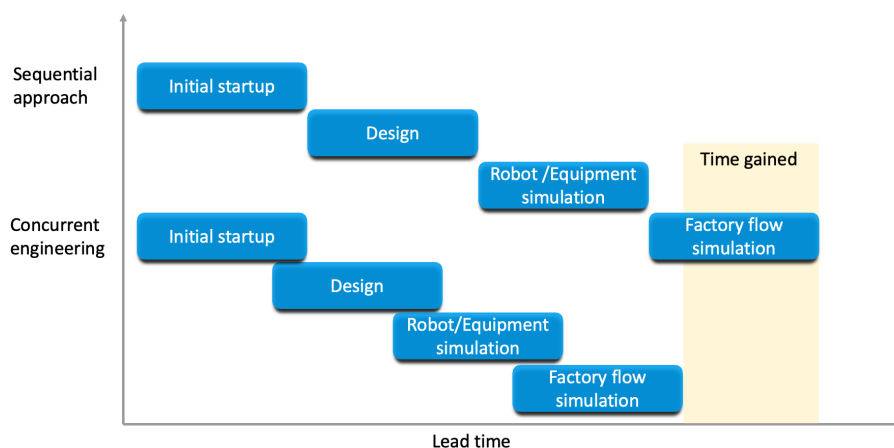 Sequential
approach
Initial startup
Design
Robot /Equipment
simulation
Time gained
Factory flow
simulation
Concurrent
engineering
Initial startup
Design
Robot/Equipment
simulation
Factory flow
simulation
Lead time